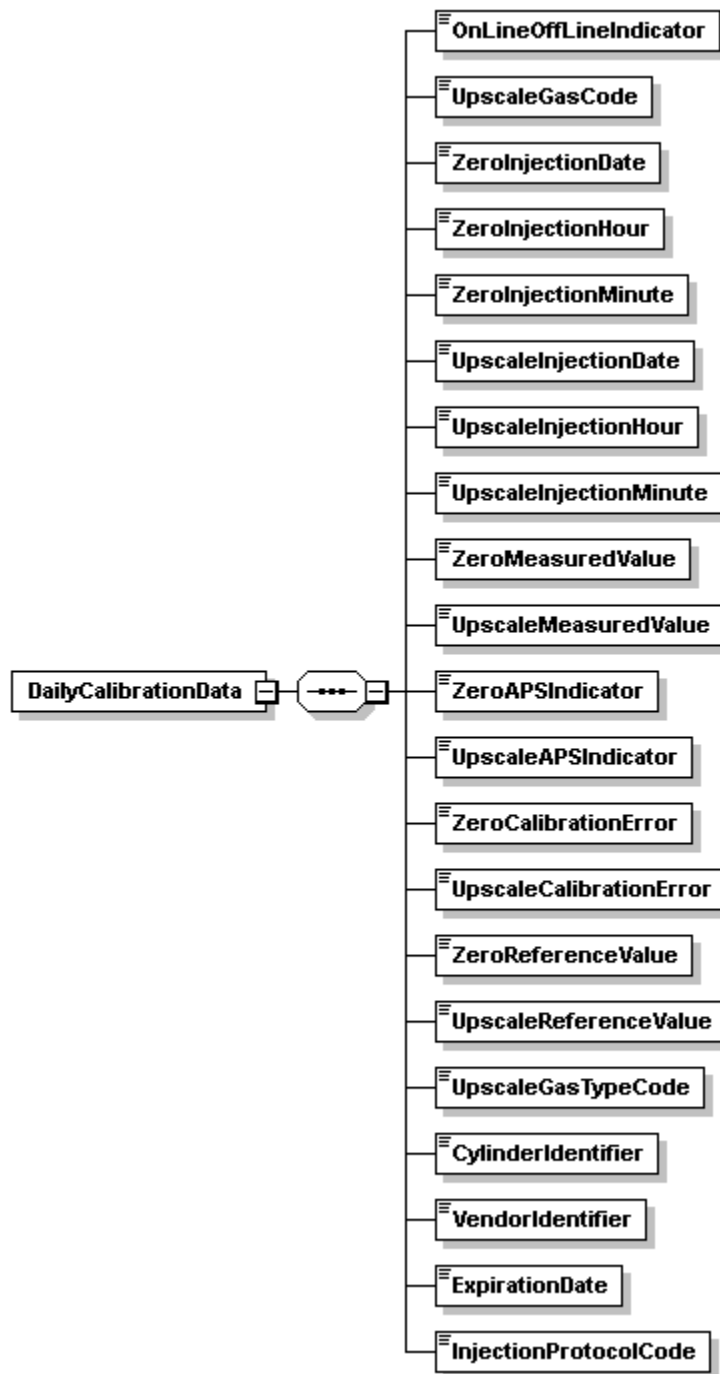 OnLineOffLineIndicator
UpscaleGasCode
ZeroInjectionDate
ZeroInjectionHour
ZeroInjectionMinute
UpscaleInjectionDate
UpscaleInjectionHour
UpscaleInjectionMinute
ZeroMeasuredValue
UpscaleMeasuredValue
DailyCalibrationData
ZeroAPSIndicator
UpscaleAPSIndicator
ZeroCalibrationError
UpscaleCalibrationError
ZeroReferenceValue
UpscaleReferenceValue
UpscaleGasTypeCode
CylinderIdentifier
VendorIdentifier
ExpirationDate
InjectionProtocolCode